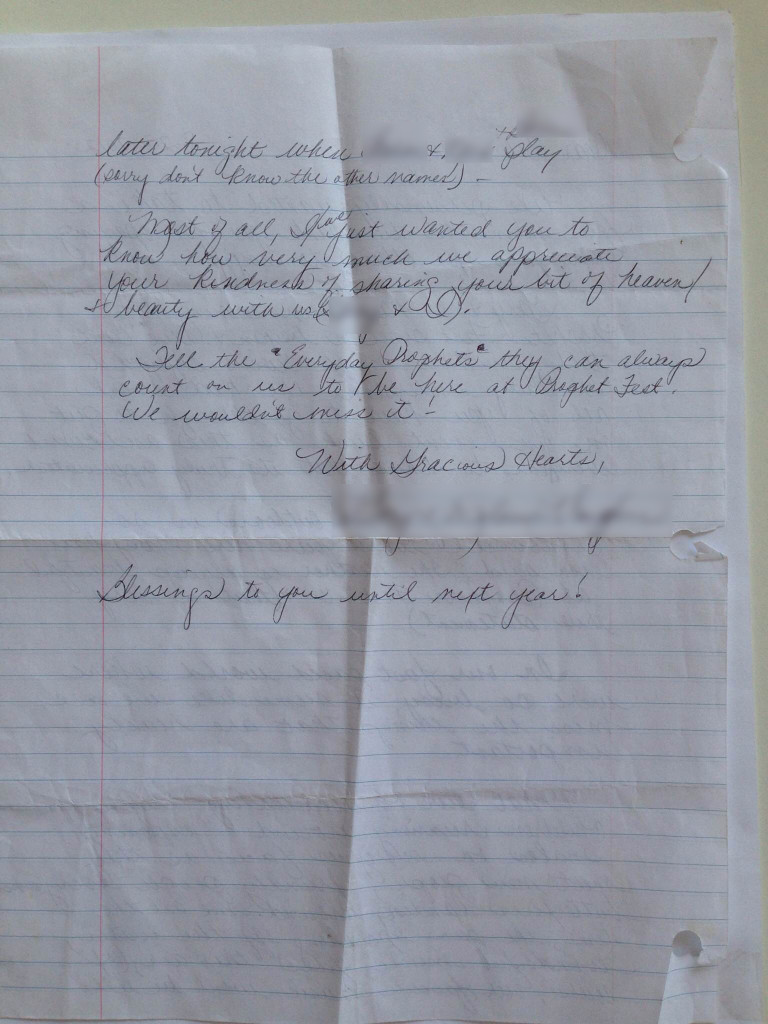 later tonight when & play
(sorry don't know the other names) -
Most of all, I just wanted you to
know how very much we appreciate
your kindness of sharing your bit of heaven/
& beauty with us &
Tell the "Everyday Prophets" they can always
count on us to be here at Prophet Fest.
We wouldn't miss it!
With Gracious Hearts,
Blessings to you until next year!